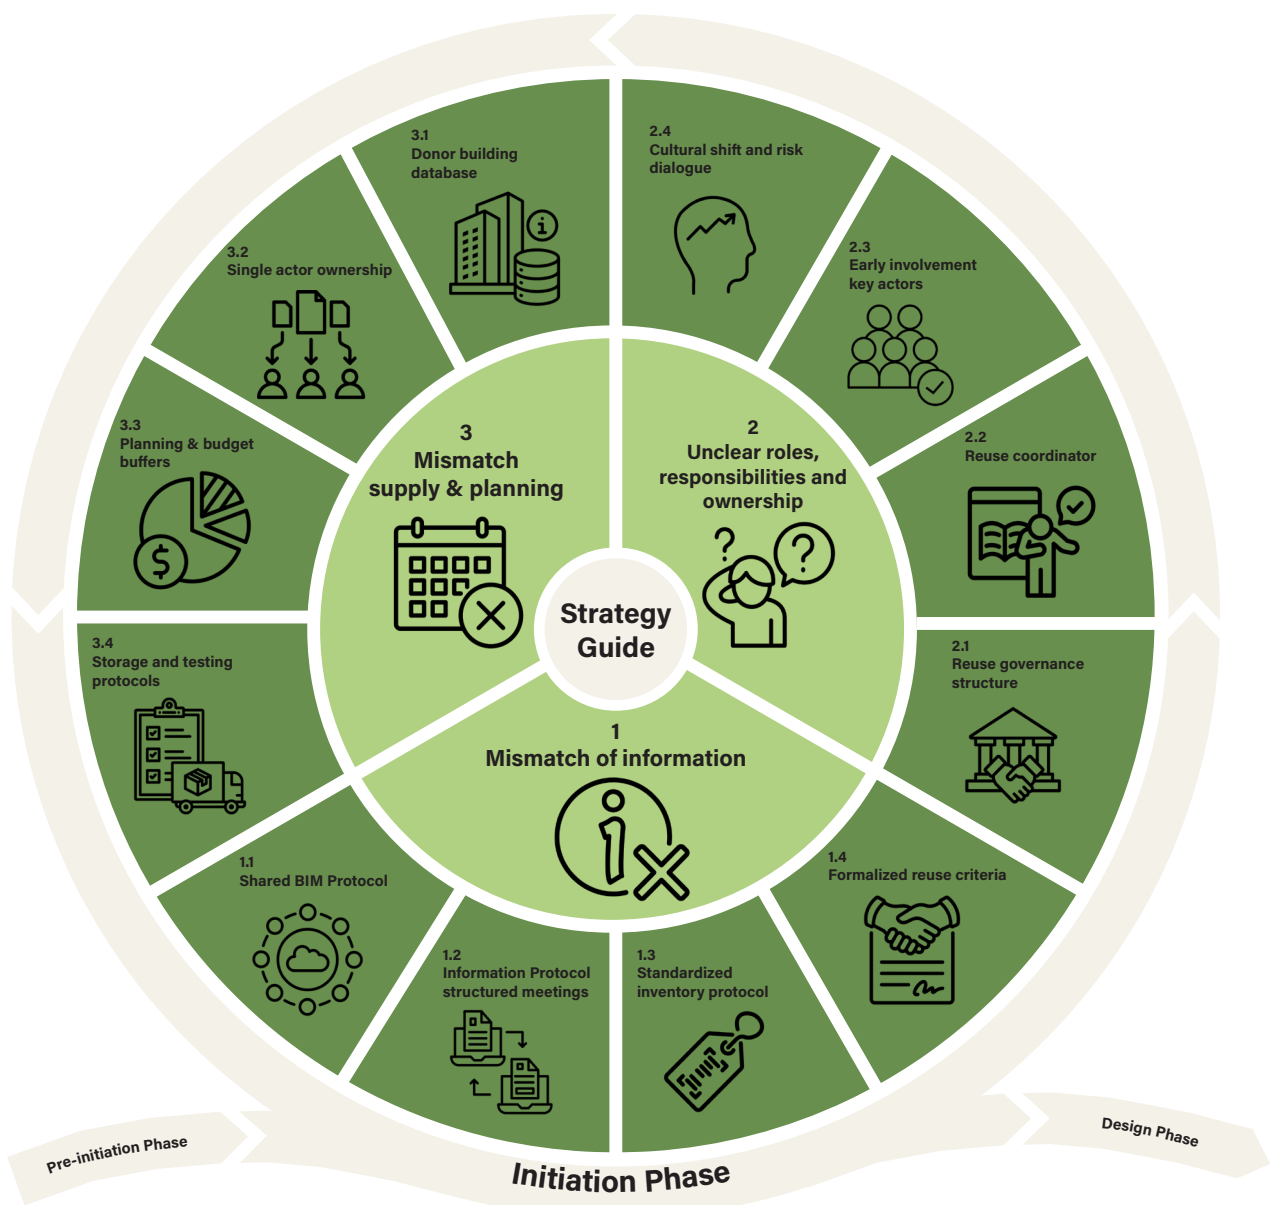 3.1
Donor building
database
2.4
Cultural shift and risk
dialogue
3.2
Single actor ownership
2.3
Early involvement
key actors
3.3
Planning & budget
buffers
$
2.2
Reuse coordinator
3
Mismatch
supply & planning
2
Unclear roles,
responsibilities and
ownership
? ?
Strategy
Guide
3.4
Storage and testing
protocols
2.1
Reuse governance
structure
1
Mismatch of information
1.1
Shared BIM Protocol
1.2
Information Protocol
structured meetings
1.3
Standardized
inventory protocol
1.4
Formalized reuse criteria
Pre-initiation Phase
Initiation Phase
Design Phase